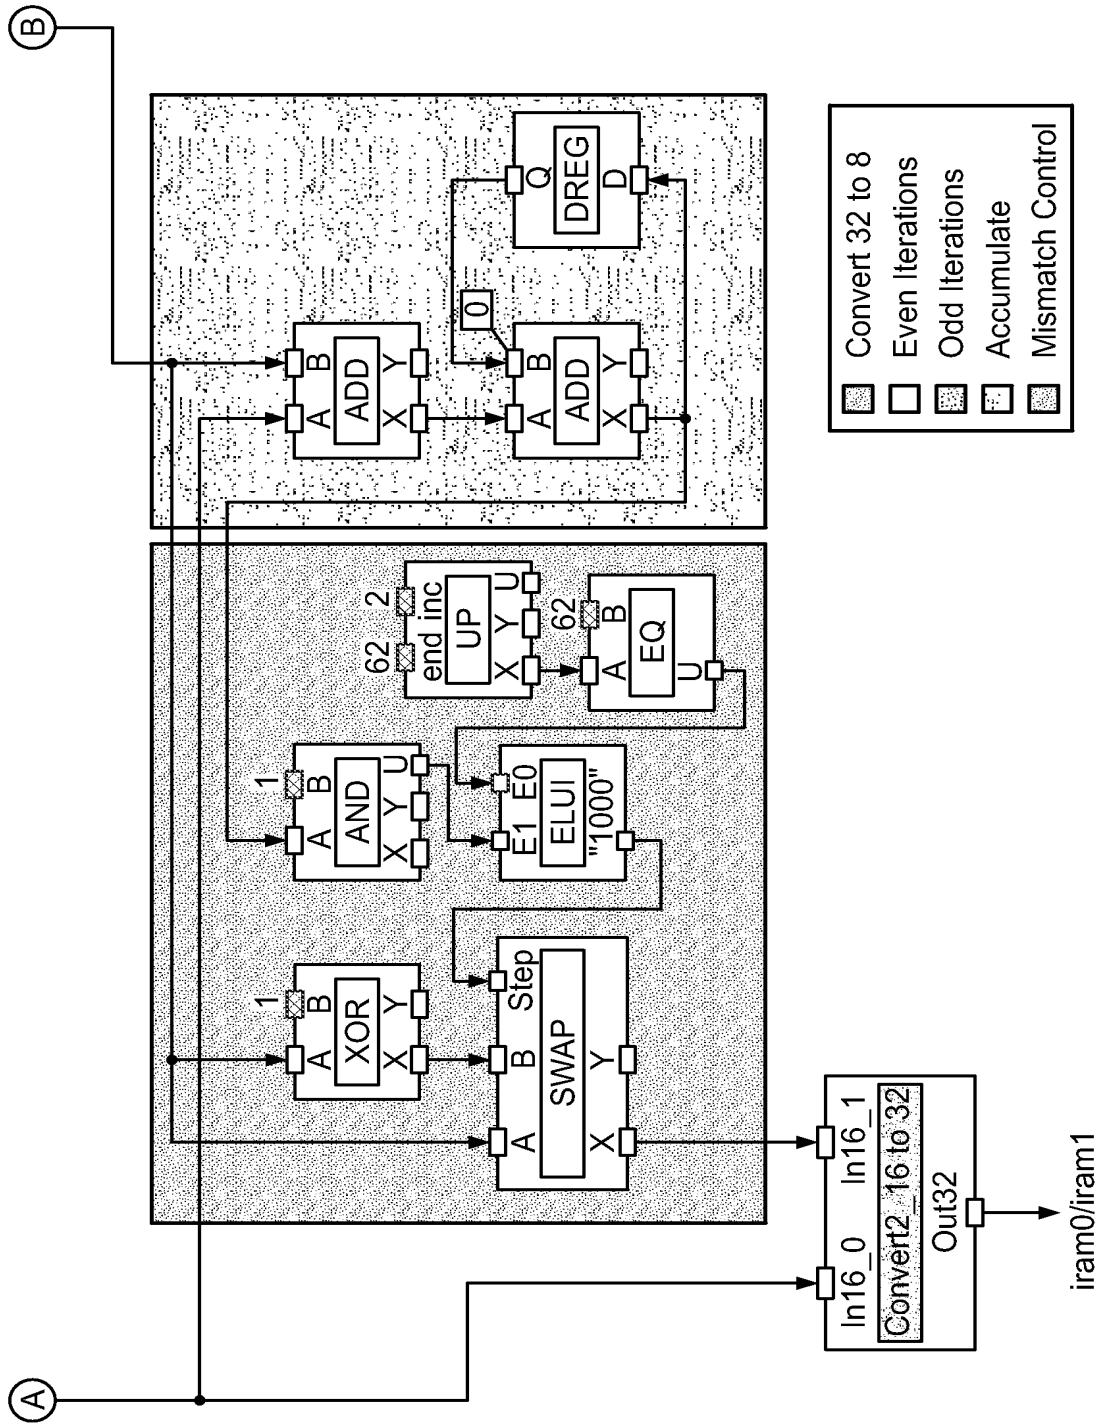 A
B
A B
ADD
X Y
0
A B
ADD
X Y
Q
DREG
D
62 2
end inc
UP
X Y U
62
A B
EQ
U
1
A B
AND
X Y U
E1 E0
ELUI
"1000"
1
A B
XOR
X Y
A B Step
SWAP
X Y
In16_0 In16_1
Convert2_16 to 32
Out32
iram0/iram1
Convert 32 to 8
Even Iterations
Odd Iterations
Accumulate
Mismatch Control